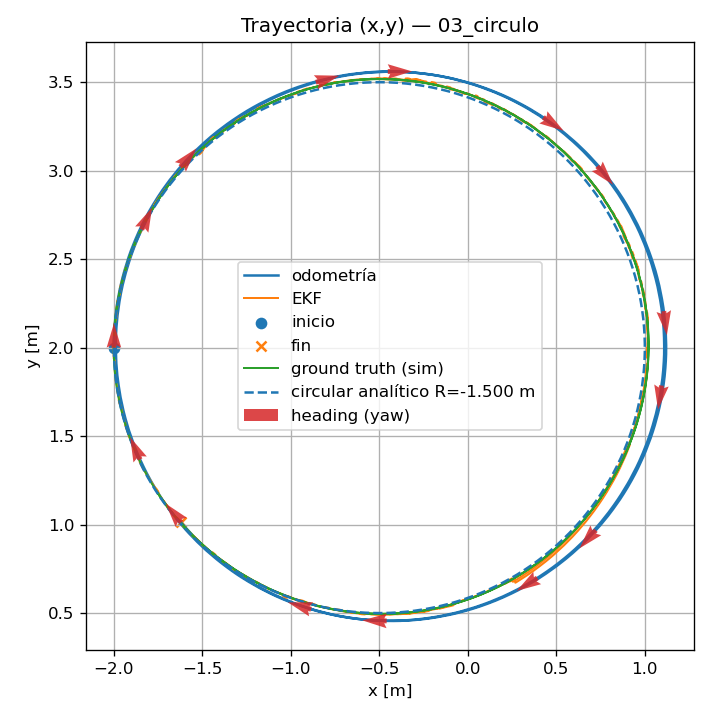 Trayectoria (x,y) — 03_circulo
y [m]
3.5
3.0
2.5
2.0
1.5
1.0
0.5
odometría
EKF
inicio
fin
ground truth (sim)
circular analítico R=-1.500 m
heading (yaw)
−2.0 −1.5 −1.0 −0.5 0.0 0.5 1.0
x [m]